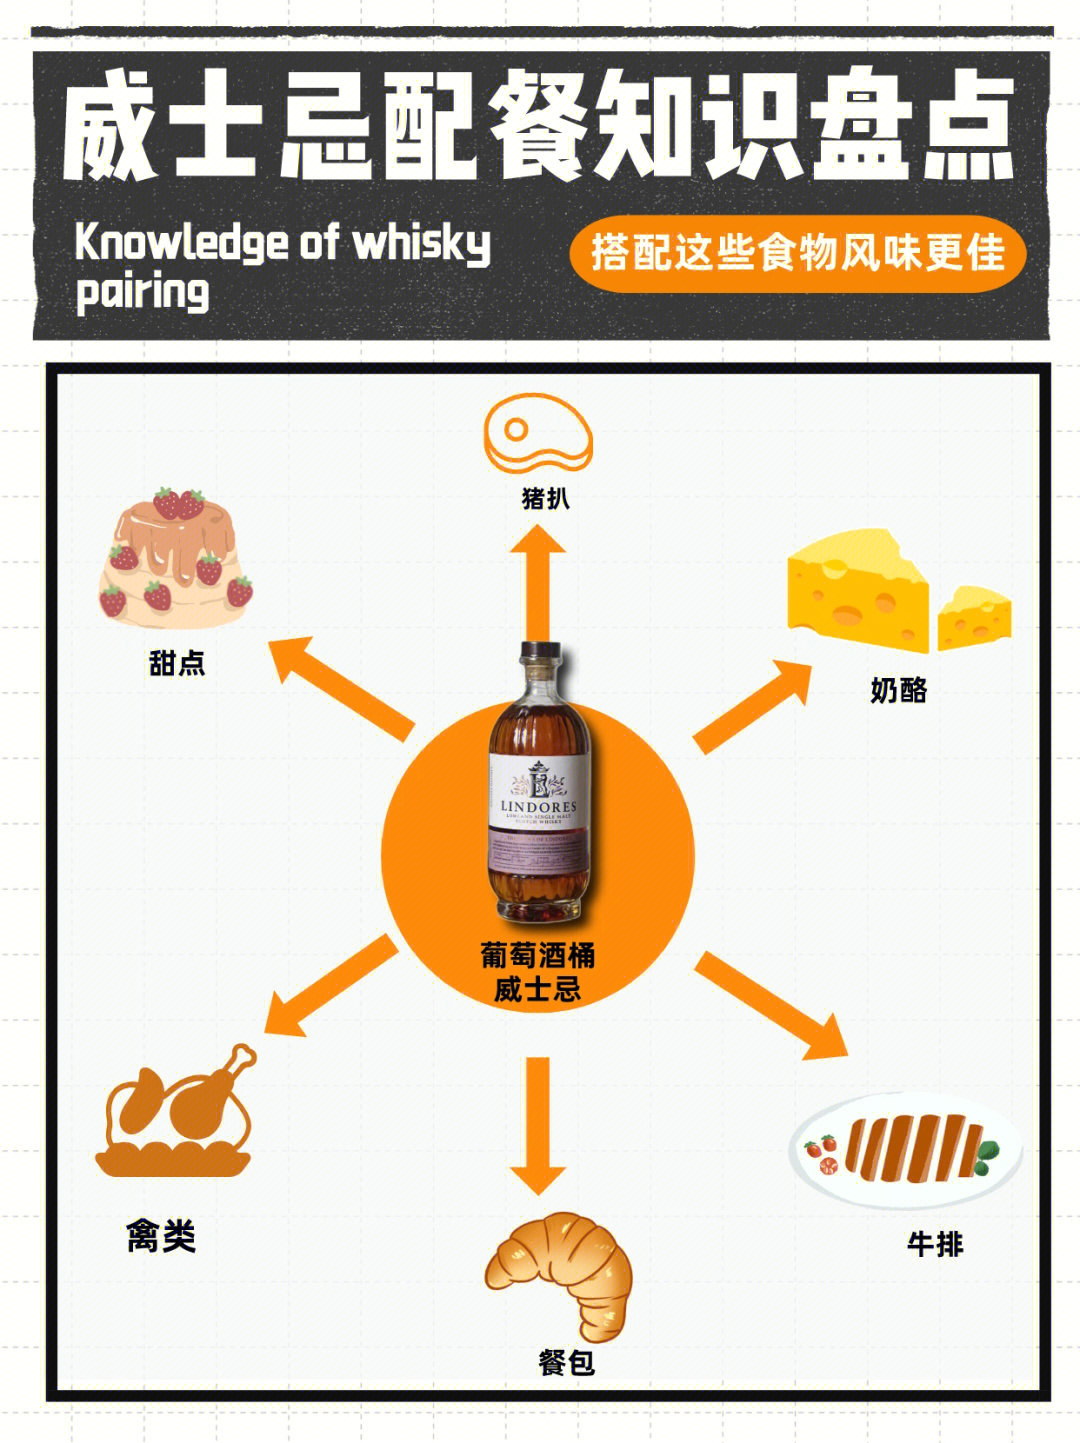 威士忌配餐知识盘点
Knowledge of whisky
pairing
搭配这些食物风味更佳
猪扒
甜点
奶酪
LINDORES
LOWLAND SINGLE MALT
SCOTCH WHISKY
葡萄酒桶
威士忌
禽类
牛排
餐包